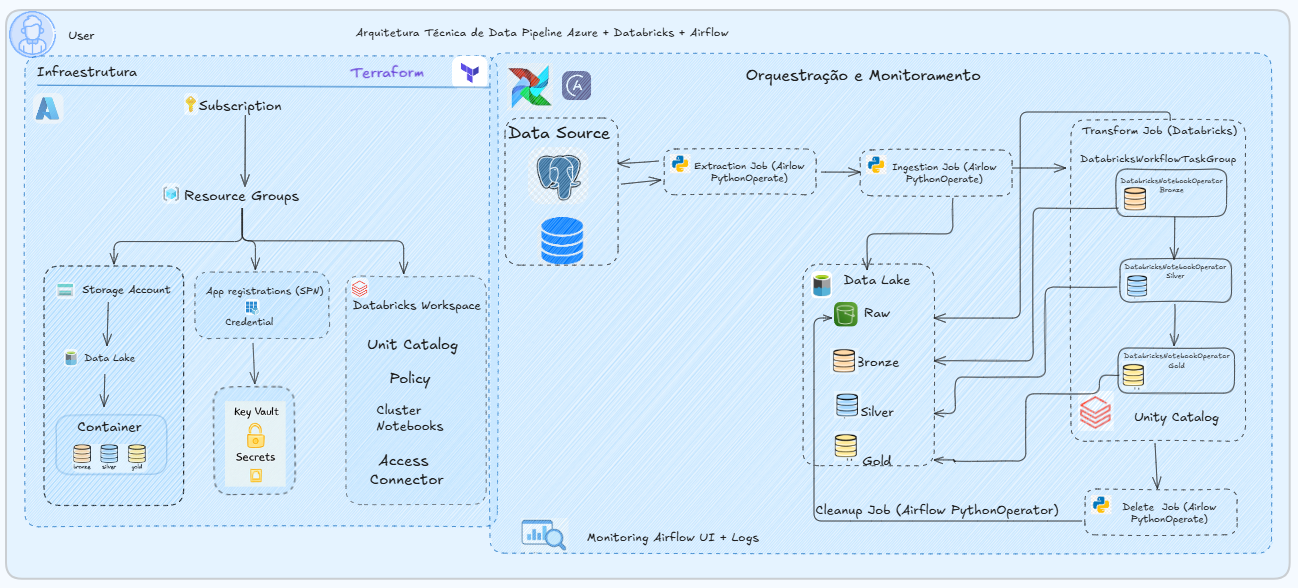 User
Arquitetura Técnica de Data Pipeline Azure + Databricks + Airflow
Infraestrutura
Terraform
Subscription
Resource Groups
Storage Account
Data Lake
Container
bronze
silver
gold
App registrations (SPN)
Credential
Key Vault
Secrets
Databricks Workspace
Unit Catalog
Policy
Cluster
Notebooks
Access
Connector
Orquestração e Monitoramento
Data Source
Extraction Job (Airlow
PythonOperate)
Ingestion Job (Airlow
PythonOperate)
Transform Job (Databricks)
DatabricksWorkflowTaskGroup
DatabricksNotebookOperator
Bronze
DatabricksNotebookOperator
Silver
DatabricksNotebookOperator
Gold
Unity Catalog
Data Lake
Raw
Bronze
Silver
Gold
Cleanup Job (Airflow PythonOperator)
Delete Job (Airlow
PythonOperate)
Monitoring Airflow UI + Logs